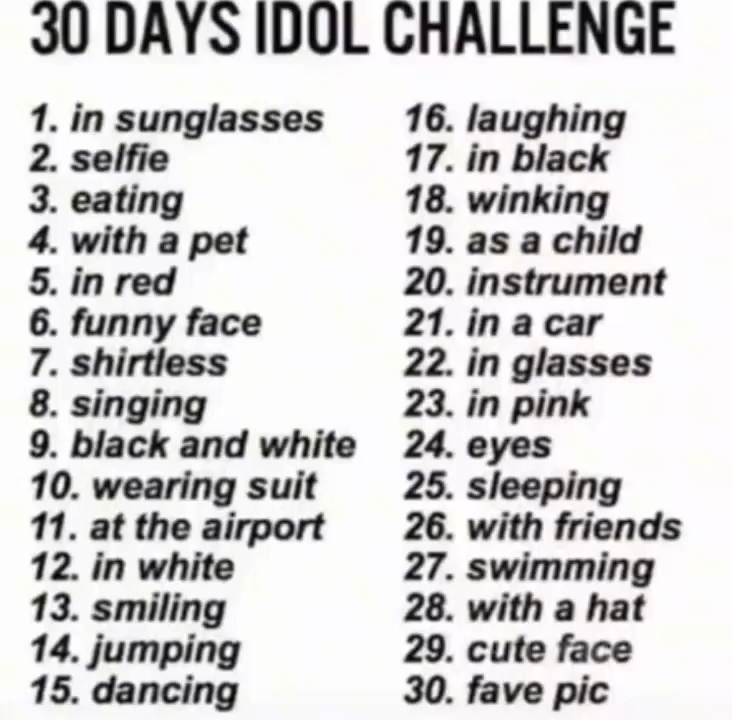 30 DAYS IDOL CHALLENGE
1. in sunglasses
2. selfie
3. eating
4. with a pet
5. in red
6. funny face
7. shirtless
8. singing
9. black and white
10. wearing suit
11. at the airport
12. in white
13. smiling
14. jumping
15. dancing
16. laughing
17. in black
18. winking
19. as a child
20. instrument
21. in a car
22. in glasses
23. in pink
24. eyes
25. sleeping
26. with friends
27. swimming
28. with a hat
29. cute face
30. fave pic